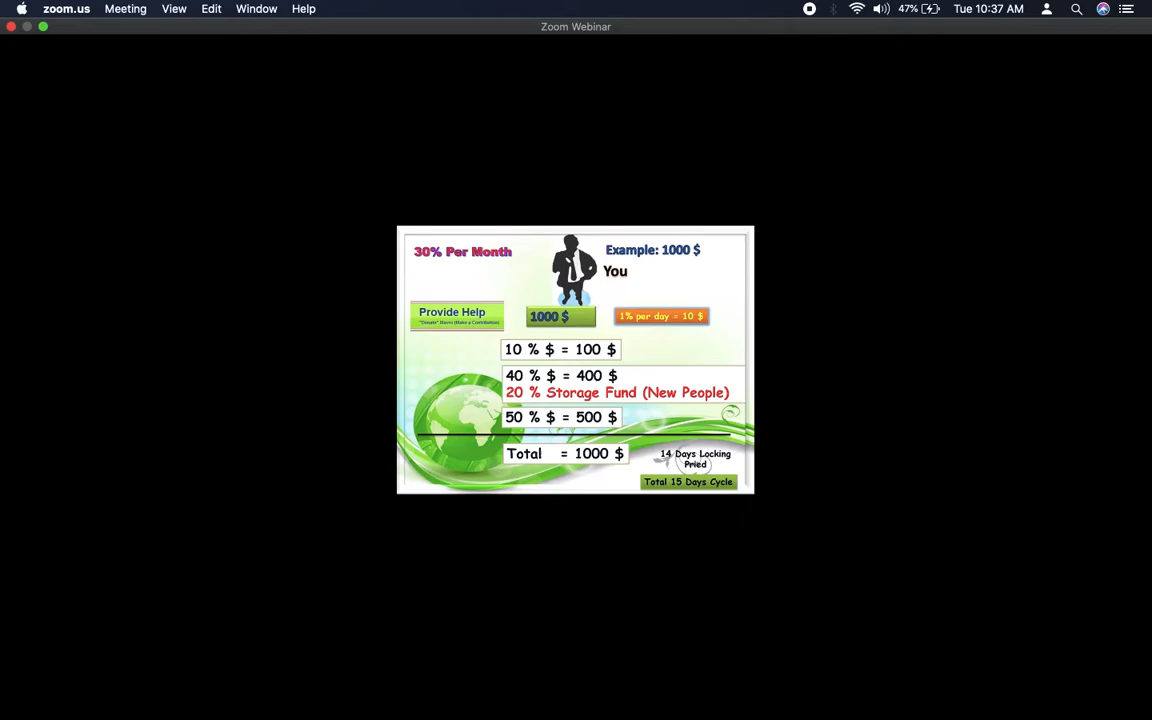 zoom.us Meeting View Edit Window Help 47% Tue 10:37 AM
Zoom Webinar
30% Per Month
Example: 1000 $
You
Provide Help
1000 $
1% per day = 10 $
10 % $ = 100 $
40 % $ = 400 $
20 % Storage Fund (New People)
50 % $ = 500 $
Total = 1000 $
14 Days Locking
Pried
Total 15 Days Cycle